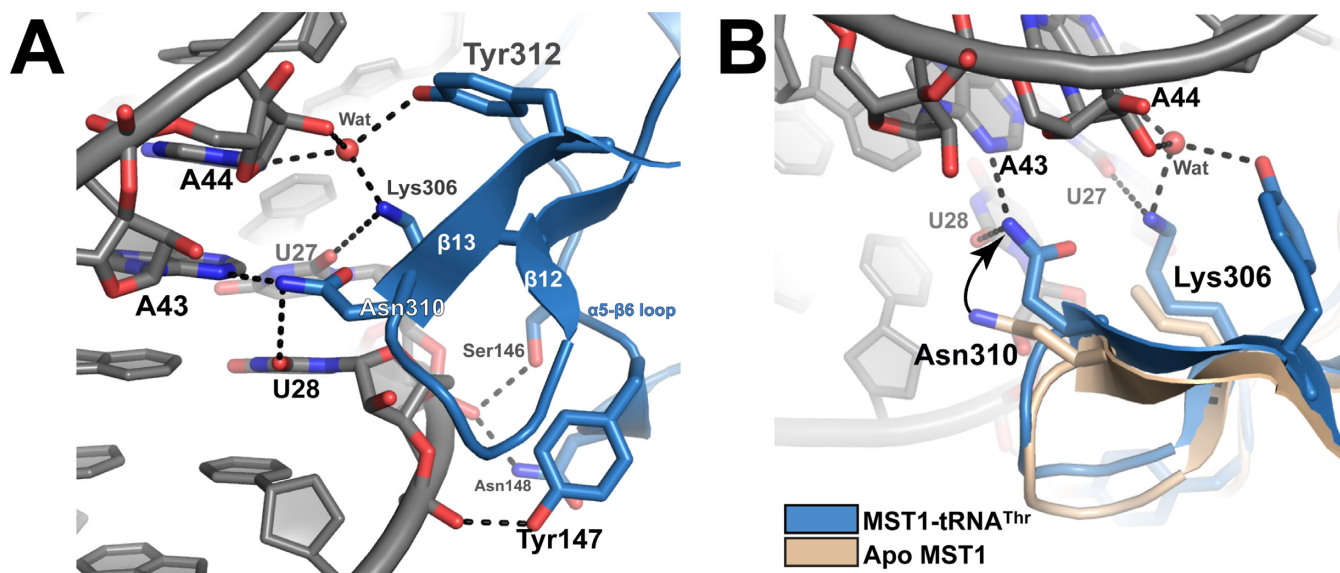 A
Tyr312
Wat
A44
Lys306
β13
U27
β12
A43
Asn310
α5-β6 loop
Ser146
U28
Asn148
Tyr147
B
A44
A43
Wat
U27
U28
Lys306
Asn310
MST1-tRNAᵀʰʳ
Apo MST1